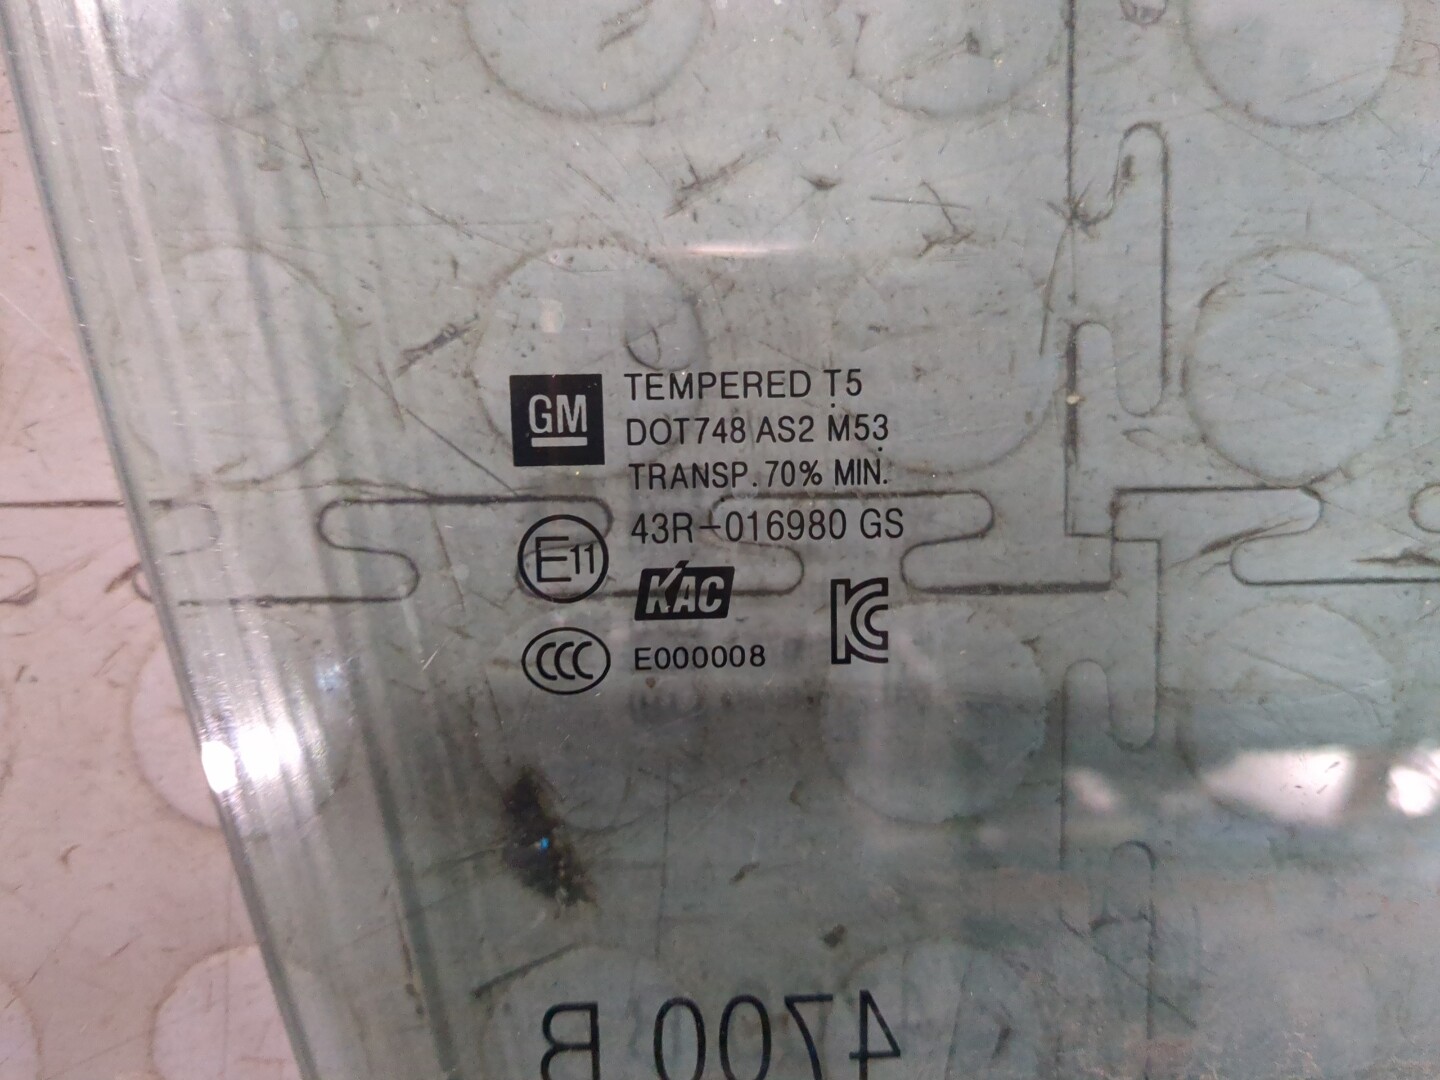 GM
TEMPERED T5
DOT748 AS2 M53
TRANSP. 70% MIN.
E11
43R-016980 GS
KAC
KC
CCC
E000008
4700 B